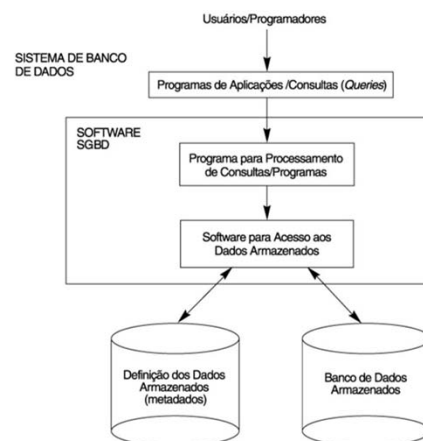 Usuários/Programadores
SISTEMA DE BANCO
DE DADOS
Programas de Aplicações /Consultas (Queries)
SOFTWARE
SGBD
Programa para Processamento
de Consultas/Programas
Software para Acesso aos
Dados Armazenados
Definição dos Dados
Armazenados
(metadados)
Banco de Dados
Armazenados